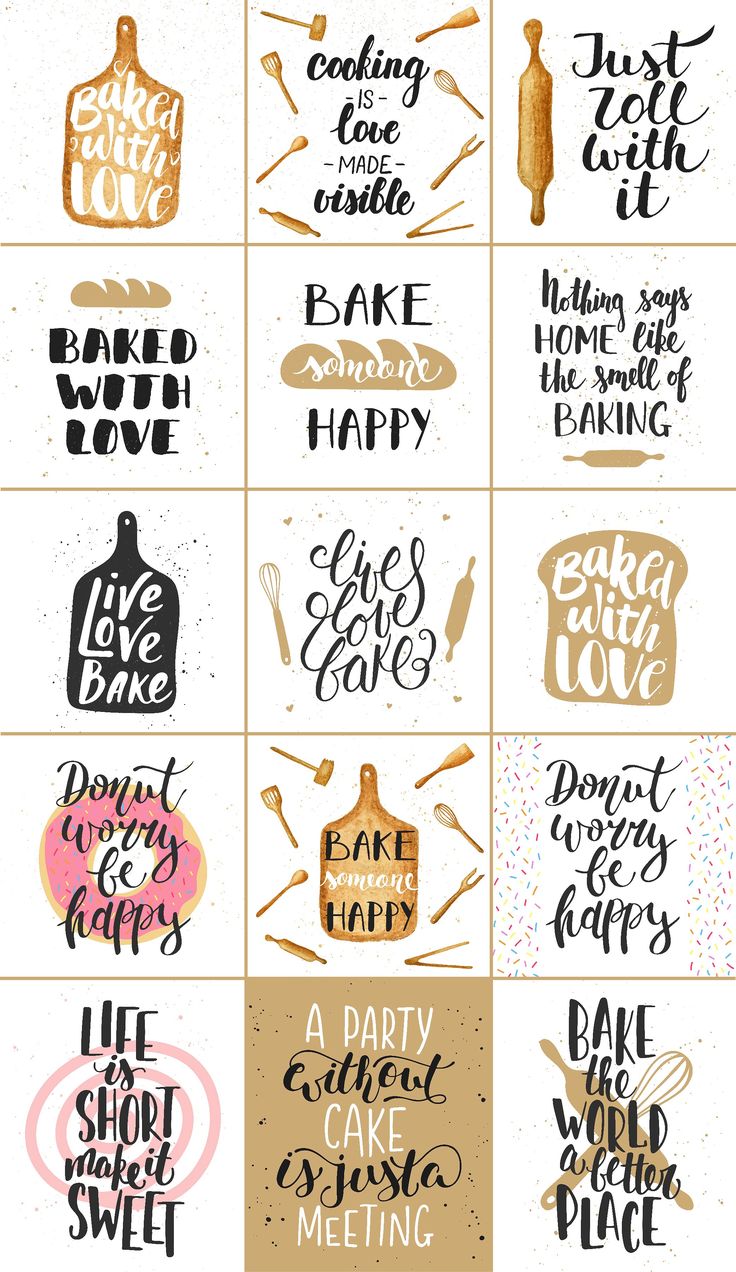 Baked
with
LOVE
cooking
- IS -
love
- MADE -
visible
Just
roll
with
it
BAKED
WITH
LOVE
BAKE
someone
HAPPY
Nothing says
HOME like
the smell of
BAKING
LIVE
LOVE
BAKE
live
love
bake
Baked
with
LOVE
Donut
worry
be
happy
BAKE
someone
HAPPY
Donut
worry
be
happy
LIFE
is
SHORT
make it
SWEET
A PARTY
without
CAKE
is just a
MEETING
BAKE
the
WORLD
a better
PLACE